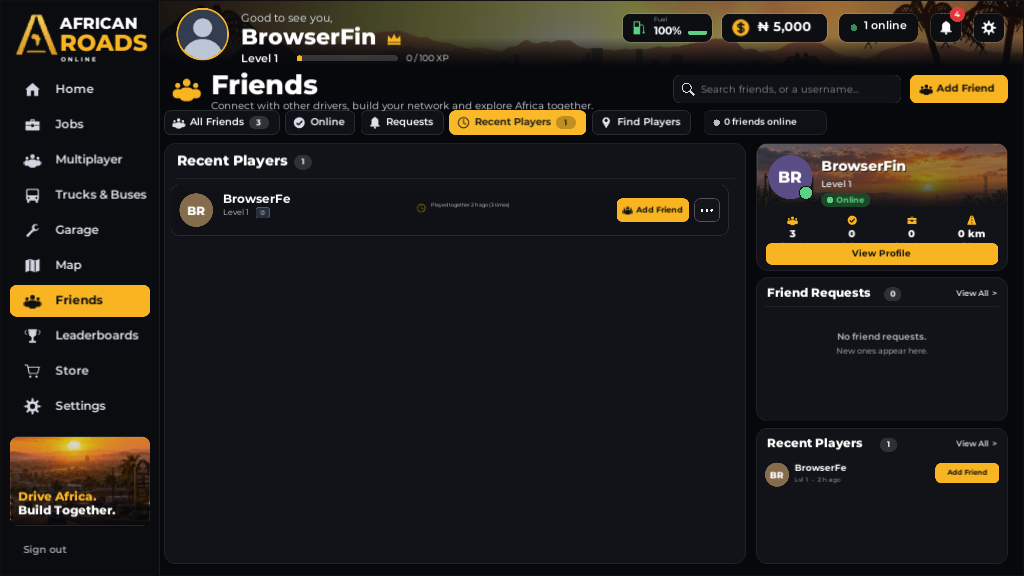 AFRICAN
ROADS
ONLINE
Home
Jobs
Multiplayer
Trucks & Buses
Garage
Map
Friends
Leaderboards
Store
Settings
Drive Africa.
Build Together.
Sign out
Good to see you,
BrowserFin
Level 1
0 / 100 XP
Fuel
100%
$ ₦ 5,000
1 online
4
Friends
Connect with other drivers, build your network and explore Africa together.
Search friends, or a username...
Add Friend
All Friends 3
Online
Requests
Recent Players 1
Find Players
0 friends online
Recent Players 1
BR
BrowserFe
Level 1
Played together 2 h ago (3 times)
Add Friend
BR
BrowserFin
Level 1
Online
3 0 0 0 km
View Profile
Friend Requests 0
View All >
No friend requests.
New ones appear here.
Recent Players 1
View All >
BR
BrowserFe
Lvl 1 - 2 h ago
Add Friend